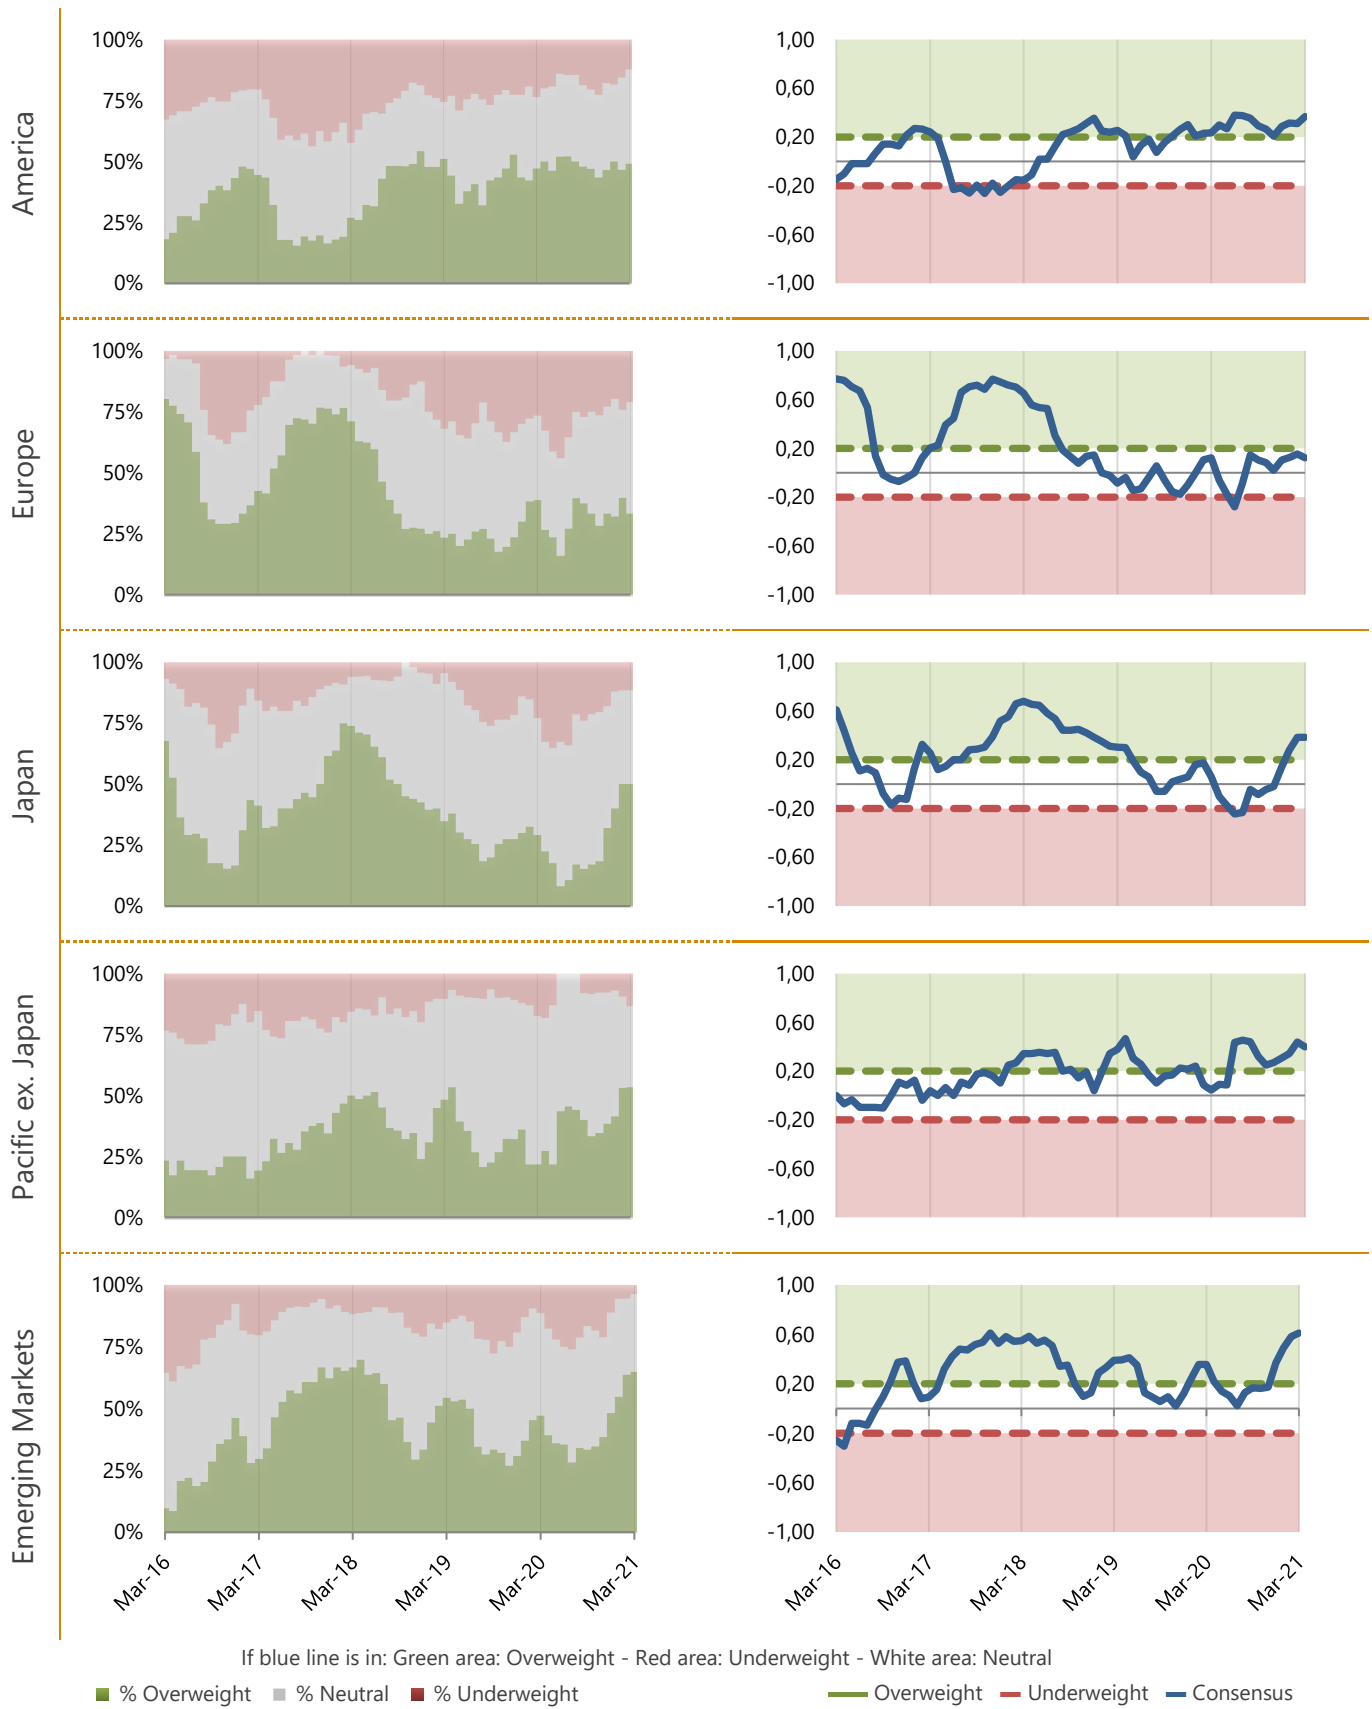 America
100%
75%
50%
25%
0%
1,00
0,60
0,20
-0,20
-0,60
-1,00
Europe
100%
75%
50%
25%
0%
1,00
0,60
0,20
-0,20
-0,60
-1,00
Japan
100%
75%
50%
25%
0%
1,00
0,60
0,20
-0,20
-0,60
-1,00
Pacific ex. Japan
100%
75%
50%
25%
0%
1,00
0,60
0,20
-0,20
-0,60
-1,00
Emerging Markets
100%
75%
50%
25%
0%
Mar-16
Mar-17
Mar-18
Mar-19
Mar-20
Mar-21
1,00
0,60
0,20
-0,20
-0,60
-1,00
Mar-16
Mar-17
Mar-18
Mar-19
Mar-20
Mar-21
If blue line is in: Green area: Overweight - Red area: Underweight - White area: Neutral
% Overweight % Neutral % Underweight
Overweight Underweight Consensus